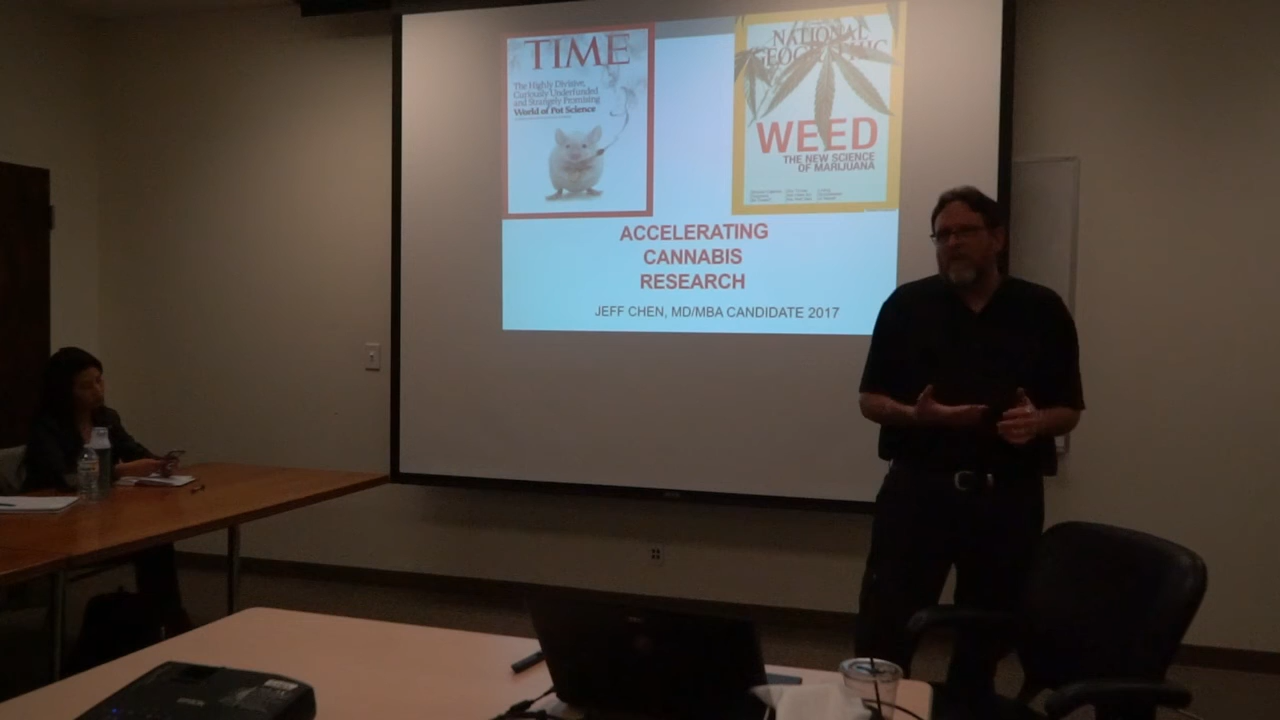 TIME
The Highly Divisive,
Curiously Underfunded
and Strangely Promising
World of Pot Science
NATIONAL
GEOGRAPHIC
WEED
THE NEW SCIENCE
OF MARIJUANA
ACCELERATING
CANNABIS
RESEARCH
JEFF CHEN, MD/MBA CANDIDATE 2017
EPSON